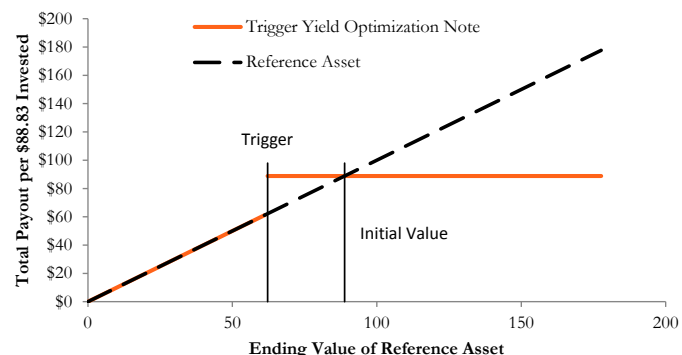 $200
$180
$160
$140
$120
$100
$80
$60
$40
$20
$0
Total Payout per $88.83 Invested
Trigger Yield Optimization Note
Reference Asset
Trigger
Initial Value
0
50
100
150
200
Ending Value of Reference Asset